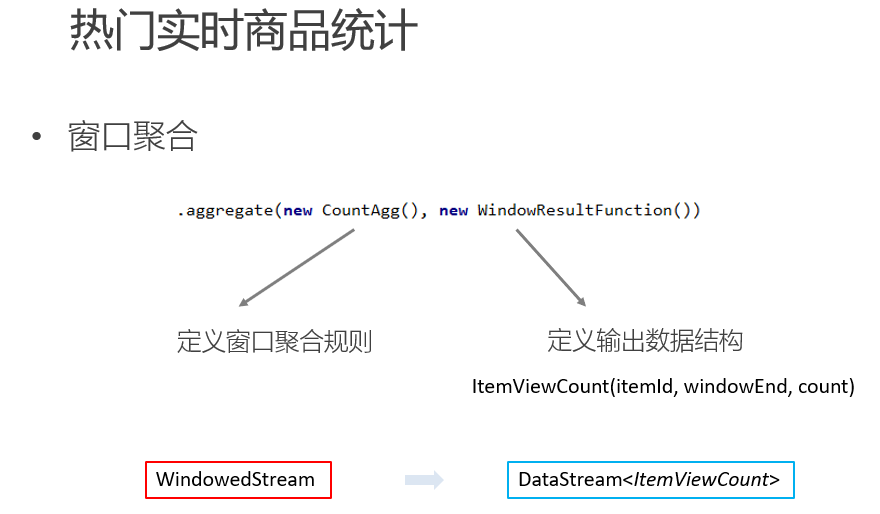 热门实时商品统计
• 窗口聚合
.aggregate(new CountAgg(), new WindowResultFunction())
定义窗口聚合规则
定义输出数据结构
ItemViewCount(itemId, windowEnd, count)
WindowedStream
DataStream<ItemViewCount>